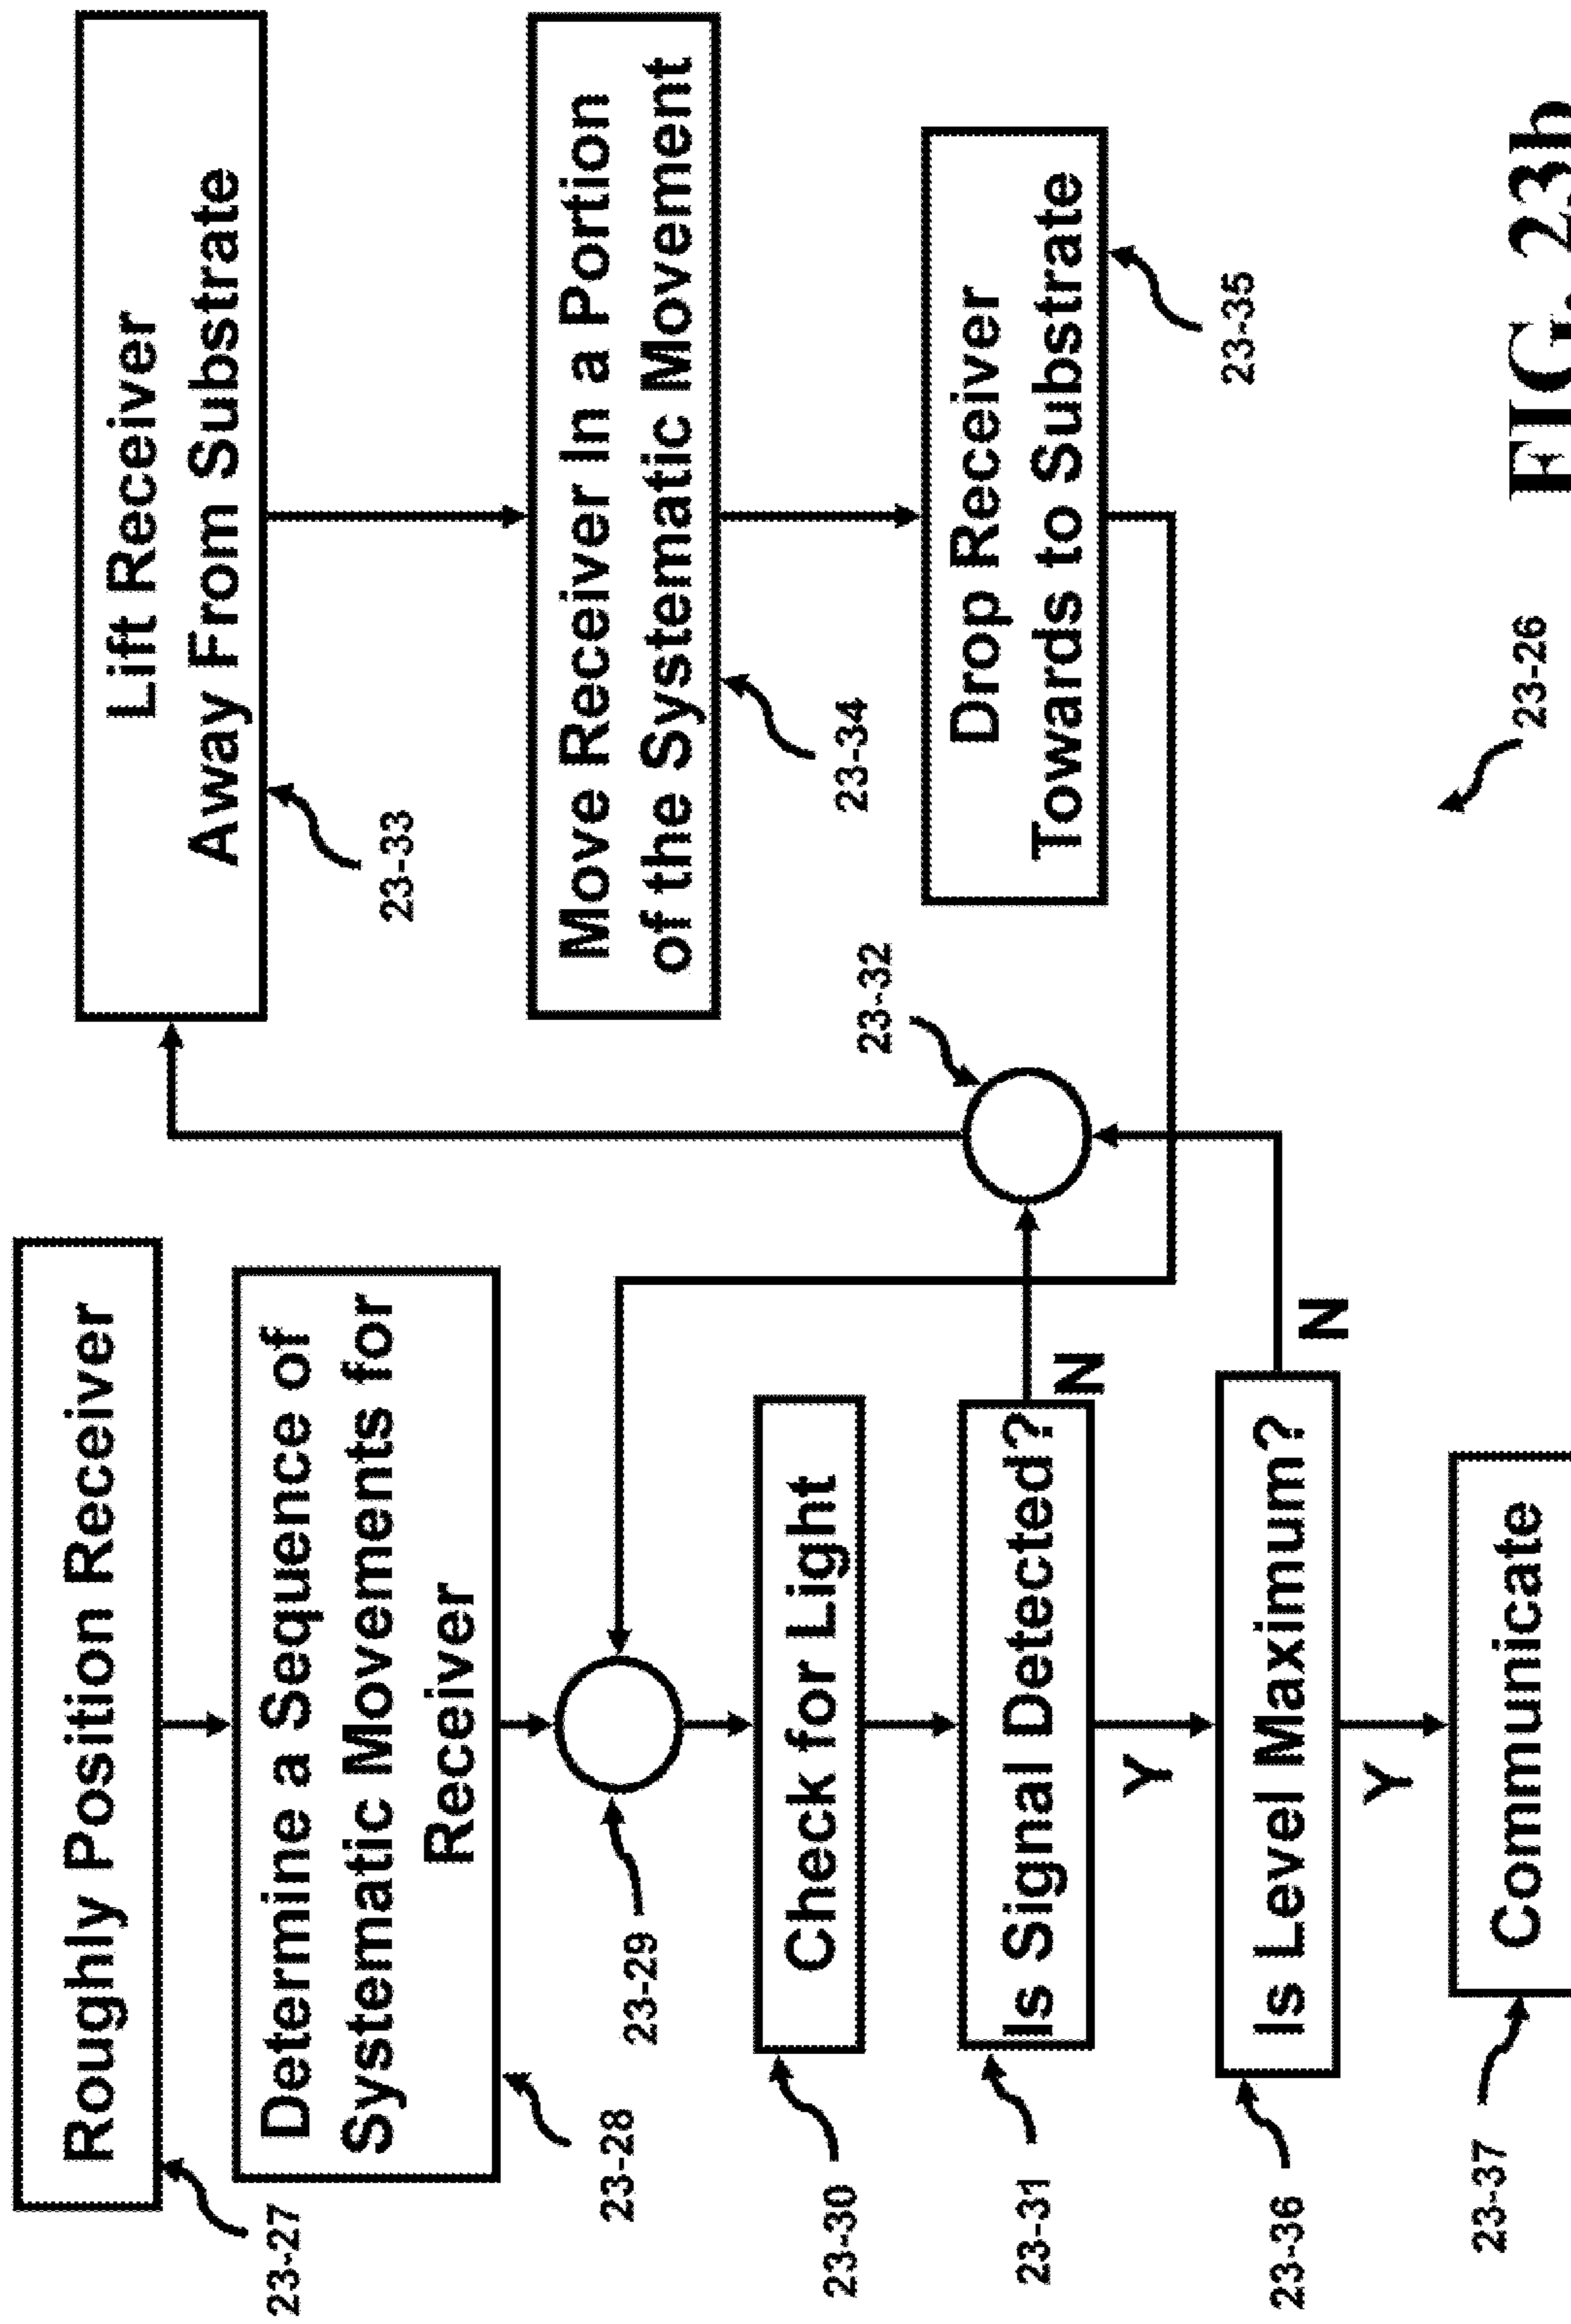 Roughly Position Receiver
23-27
Determine a Sequence of
Systematic Movements for
Receiver
23-28
23-29
Check for Light
23-30
Is Signal Detected?
23-31
N
Y
Is Level Maximum?
23-36
N
Y
Communicate
23-37
23-32
Lift Receiver
Away From Substrate
23-33
Move Receiver In a Portion
of the Systematic Movement
23-34
Drop Receiver
Towards to Substrate
23-35
23-26
FIG. 23b